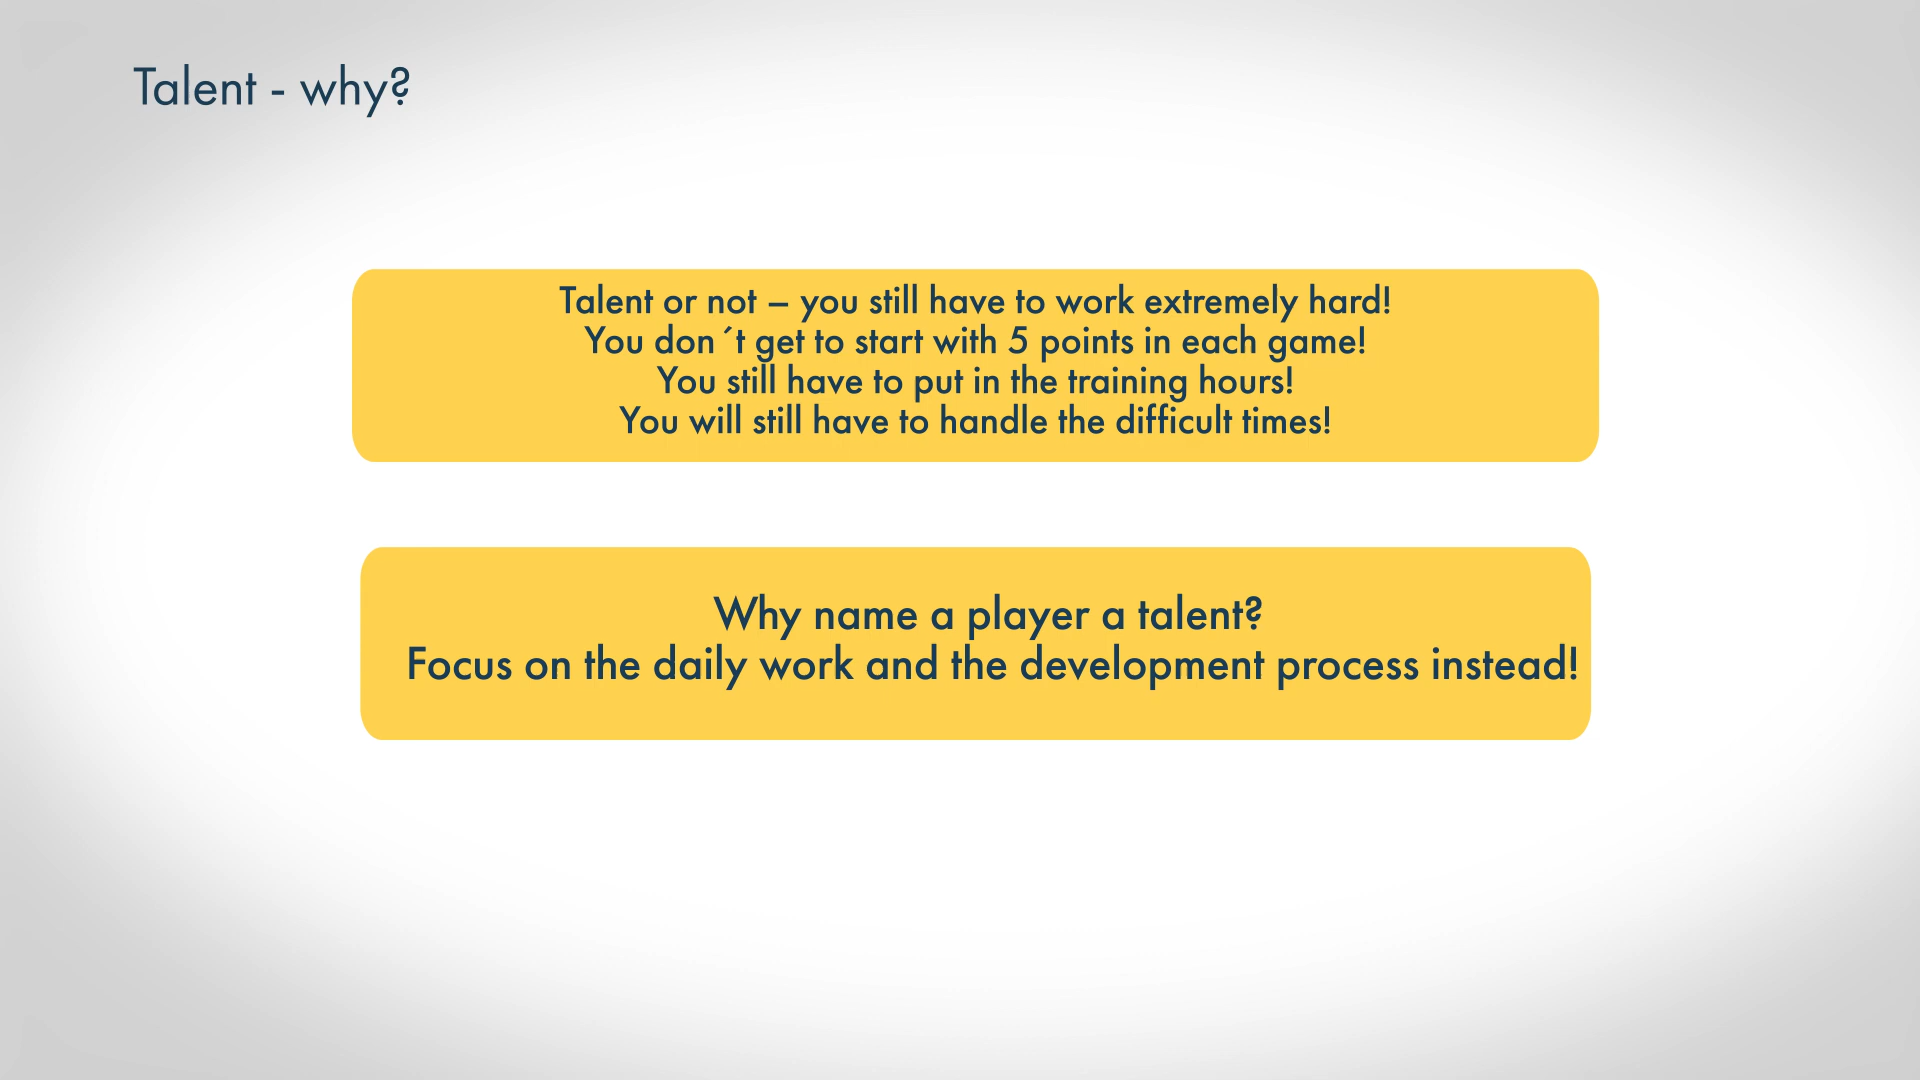 Talent - why?
Talent or not – you still have to work extremely hard!
You don ´t get to start with 5 points in each game!
You still have to put in the training hours!
You will still have to handle the difficult times!
Why name a player a talent?
Focus on the daily work and the development process instead!